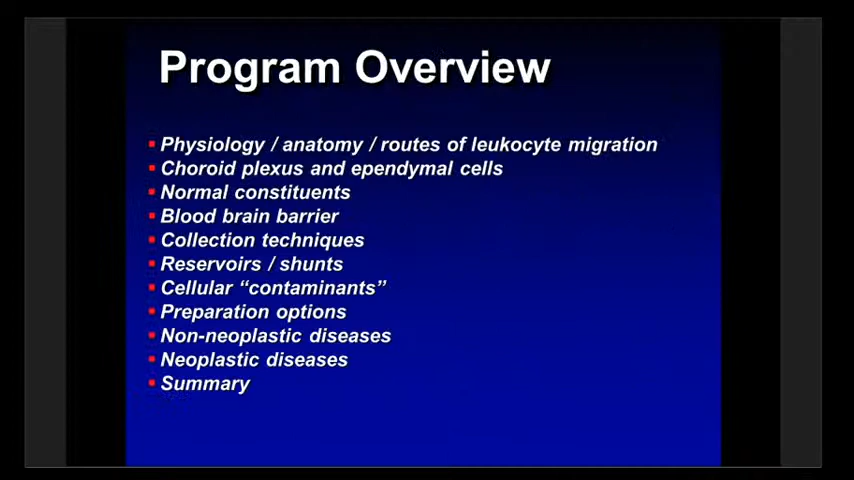 Program Overview
Physiology / anatomy / routes of leukocyte migration
Choroid plexus and ependymal cells
Normal constituents
Blood brain barrier
Collection techniques
Reservoirs / shunts
Cellular “contaminants”
Preparation options
Non-neoplastic diseases
Neoplastic diseases
Summary